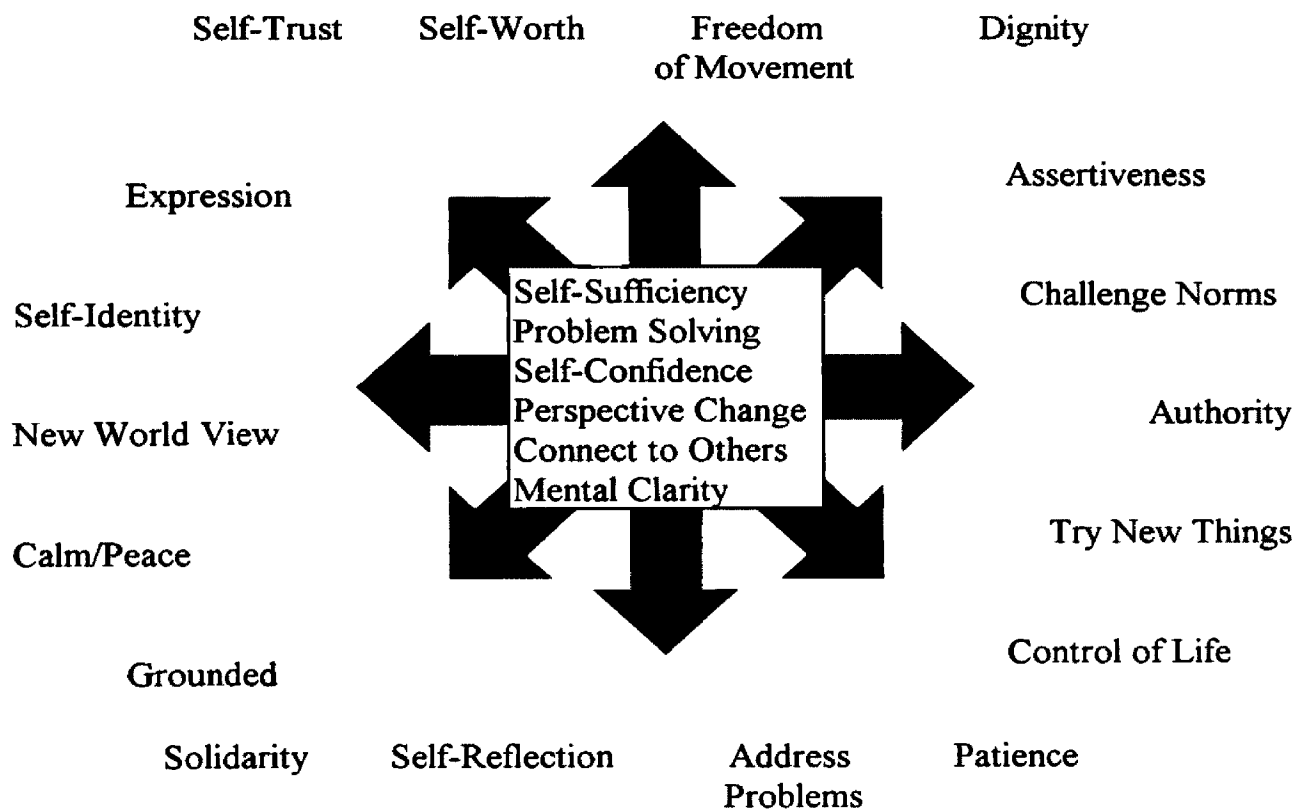 Self-Trust Self-Worth Freedom of Movement Dignity
Expression
Assertiveness
Self-Sufficiency
Problem Solving
Self-Confidence
Perspective Change
Connect to Others
Mental Clarity
Self-Identity
Challenge Norms
New World View
Authority
Calm/Peace
Try New Things
Grounded
Control of Life
Solidarity Self-Reflection Address Problems Patience